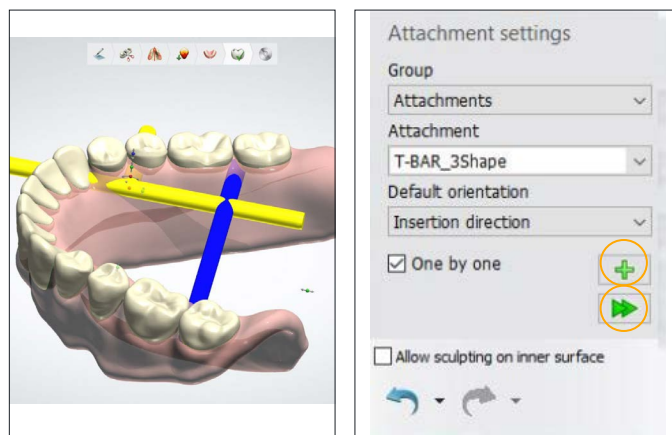 Attachment settings
Group
Attachments
Attachment
T-BAR_3Shape
Default orientation
Insertion direction
One by one
Allow sculpting on inner surface